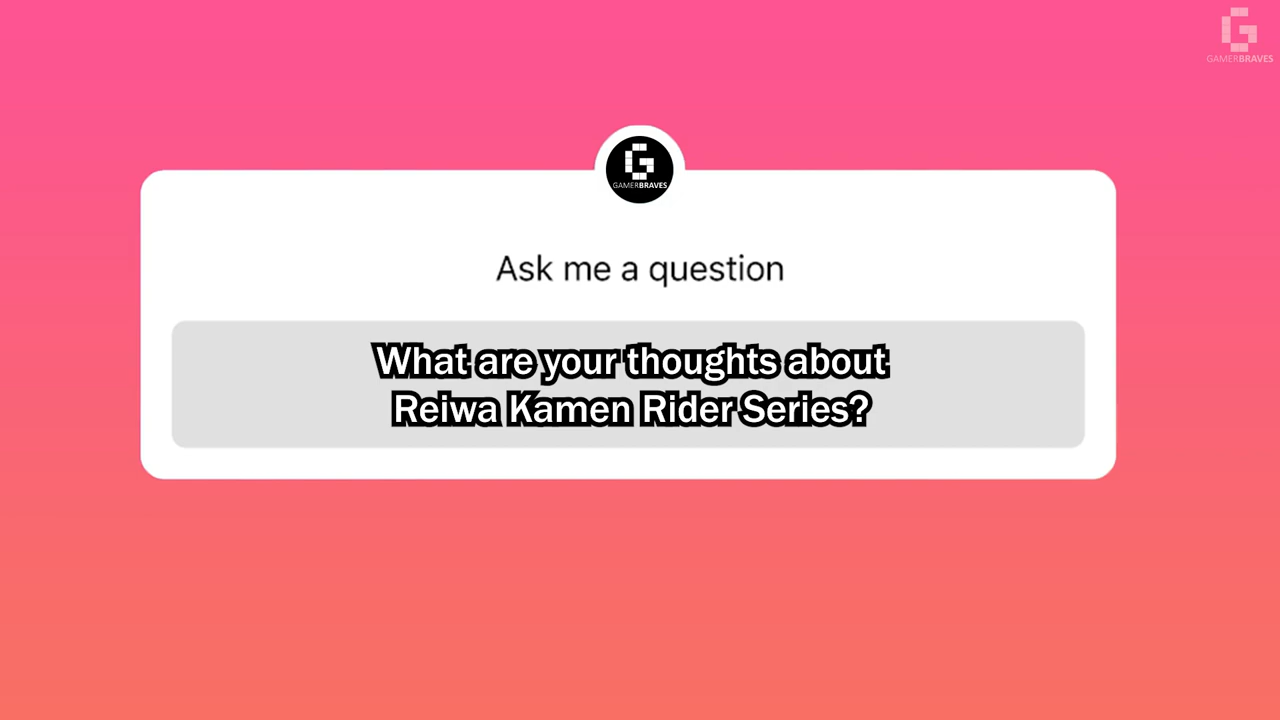 GAMERBRAVES
GAMERBRAVES
Ask me a question
What are your thoughts about
Reiwa Kamen Rider Series?